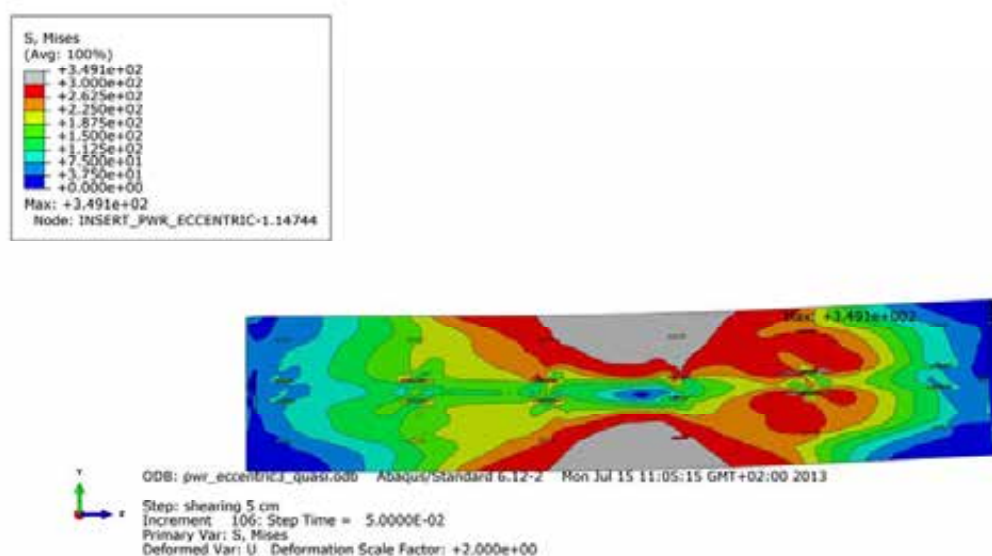 S, Mises
(Avg: 100%)
+3.491e+02
+3.000e+02
+2.625e+02
+2.250e+02
+1.875e+02
+1.500e+02
+1.125e+02
+7.500e+01
+3.750e+01
+0.000e+00
Max: +3.491e+02
Node: INSERT_PWR_ECCENTRIC-1.14744
Max: +3.491e+002
Y
Z
ODB: pwr_eccentric3_quasi.odb Abaqus/Standard 6.12-2 Mon Jul 15 11:05:15 GMT+02:00 2013
Step: shearing 5 cm
Increment 106: Step Time = 5.0000E-02
Primary Var: S, Mises
Deformed Var: U Deformation Scale Factor: +2.000e+00